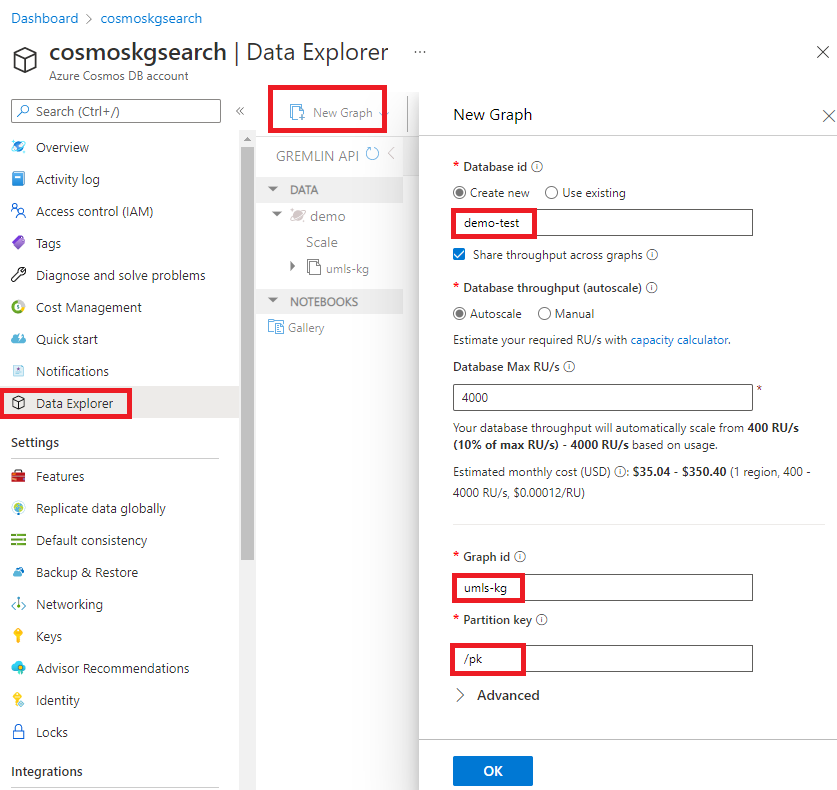 Dashboard > cosmoskgsearch
cosmoskgsearch | Data Explorer ...
Azure Cosmos DB account
Search (Ctrl+/) «
Overview
Activity log
Access control (IAM)
Tags
Diagnose and solve problems
Cost Management
Quick start
Notifications
Data Explorer
Settings
Features
Replicate data globally
Default consistency
Backup & Restore
Networking
Keys
Advisor Recommendations
Identity
Locks
Integrations
New Graph
GREMLIN API
DATA
demo
Scale
umls-kg
NOTEBOOKS
Gallery
New Graph
* Database id
Create new Use existing
demo-test
Share throughput across graphs
* Database throughput (autoscale)
Autoscale Manual
Estimate your required RU/s with capacity calculator.
Database Max RU/s
4000 *
Your database throughput will automatically scale from 400 RU/s
(10% of max RU/s) - 4000 RU/s based on usage.
Estimated monthly cost (USD) : $35.04 - $350.40 (1 region, 400 -
4000 RU/s, $0.00012/RU)
* Graph id
umls-kg
* Partition key
/pk
Advanced
OK